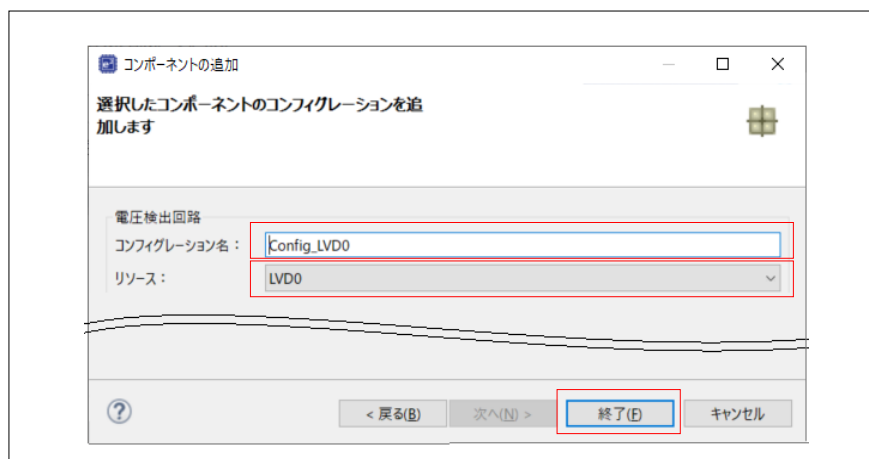 コンポーネントの追加
選択したコンポーネントのコンフィグレーションを追
加します
電圧検出回路
コンフィグレーション名：
Config_LVD0
リソース：
LVD0
< 戻る(B)
次へ(N) >
終了(F)
キャンセル